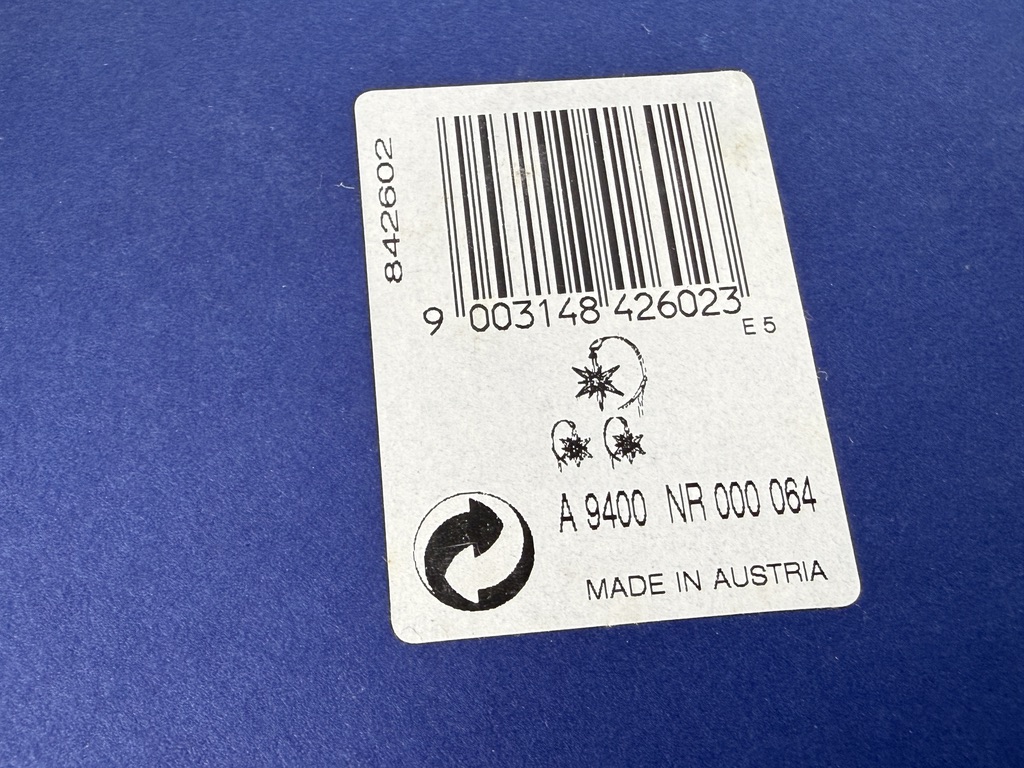 842602
9 003148 426023
E 5
A 9400 NR 000 064
MADE IN AUSTRIA